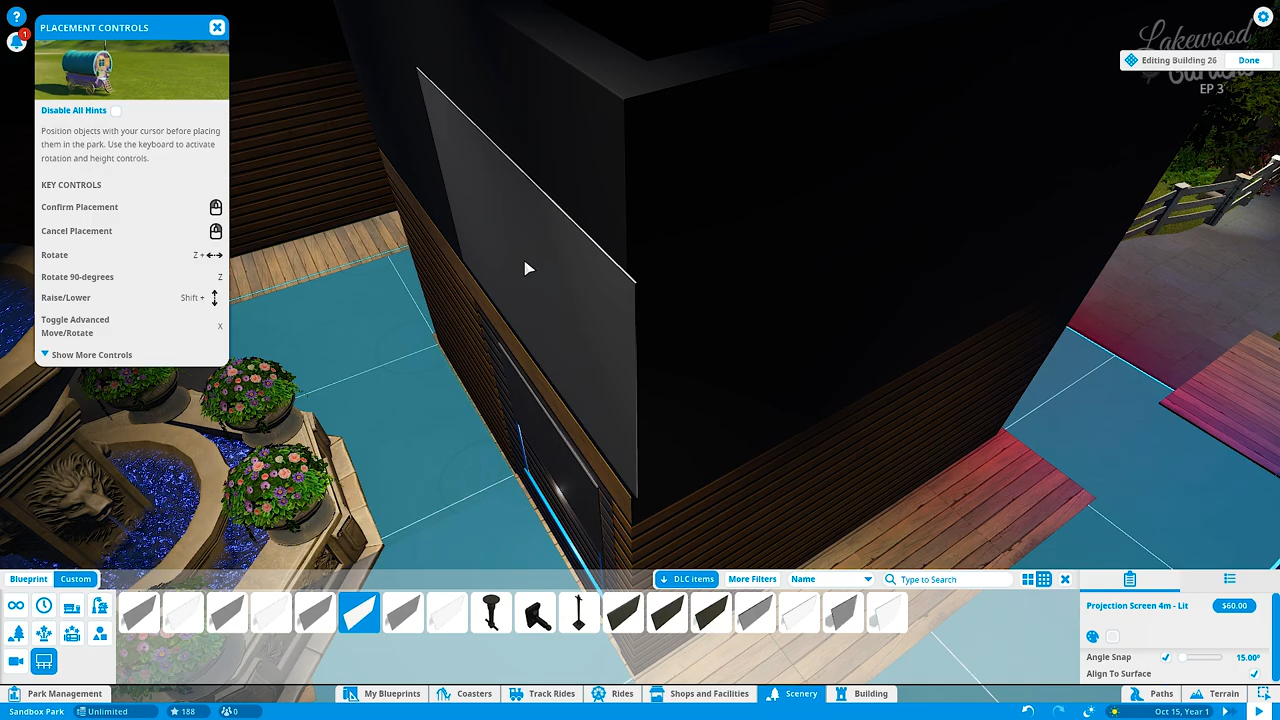 ?
1
PLACEMENT CONTROLS
Disable All Hints
Position objects with your cursor before placing
them in the park. Use the keyboard to activate
rotation and height controls.
KEY CONTROLS
Confirm Placement
Cancel Placement
Rotate Z +
Rotate 90-degrees Z
Raise/Lower Shift +
Toggle Advanced
Move/Rotate X
Show More Controls
Lakewood
Gardens
EP 3
Editing Building 26 Done
Blueprint Custom
DLC items More Filters Name Type to Search
Projection Screen 4m - Lit $60.00
Angle Snap 15.00°
Align To Surface
Park Management My Blueprints Coasters Track Rides Rides Shops and Facilities Scenery Building Paths Terrain
Sandbox Park Unlimited 188 0 Oct 15, Year 1